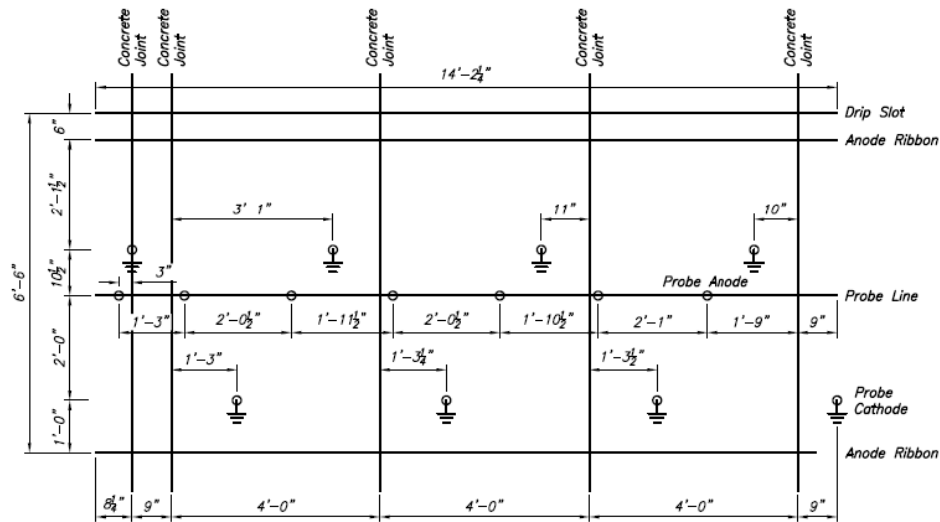 Concrete
Joint
Concrete
Joint
Concrete
Joint
Concrete
Joint
Concrete
Joint
14'-2¼"
Drip Slot
6"
Anode Ribbon
2'-1½"
3' 1"
11"
10"
6'-6"
10½"
3"
Probe Anode
Probe Line
1'-3"
2'-0½"
1'-11½"
2'-0½"
1'-10½"
2'-1"
1'-9"
9"
2'-0"
1'-3"
1'-3¼"
1'-3½"
Probe
Cathode
1'-0"
Anode Ribbon
8¼"
9"
4'-0"
4'-0"
4'-0"
9"